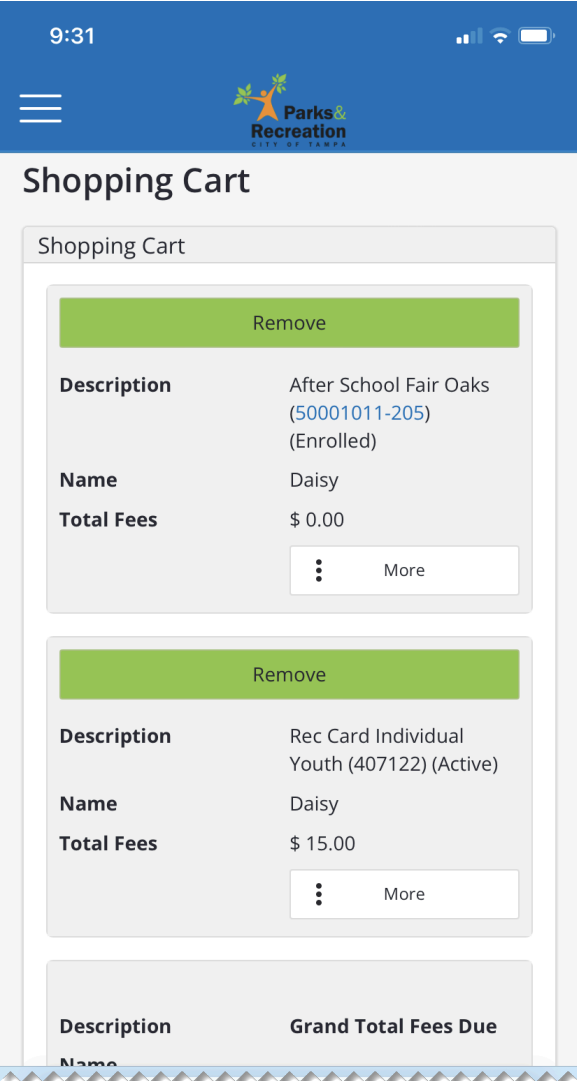 9:31
Parks&
Recreation
CITY OF TAMPA
Shopping Cart
Shopping Cart
Remove
Description After School Fair Oaks
(50001011-205)
(Enrolled)
Name Daisy
Total Fees $ 0.00
More
Remove
Description Rec Card Individual
Youth (407122) (Active)
Name Daisy
Total Fees $ 15.00
More
Description Grand Total Fees Due
Name